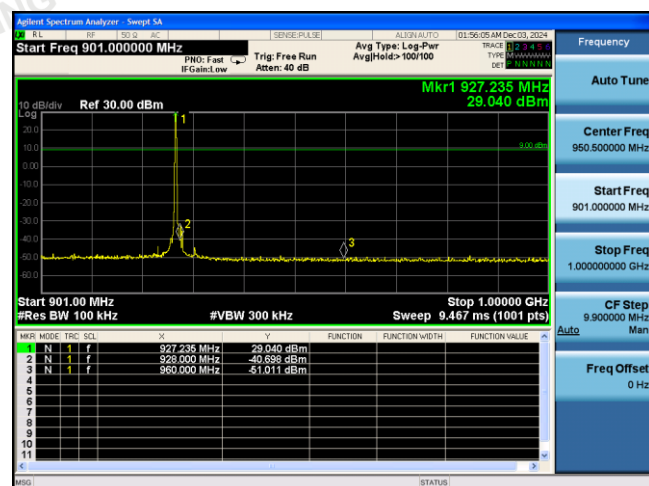 Agilent Spectrum Analyzer - Swept SA
RL RF 50 Ω AC SENSE:PULSE ALIGN AUTO 01:56:05 AM Dec 03, 2024
Start Freq 901.000000 MHz
PNO: Fast
IFGain:Low
Trig: Free Run
Atten: 40 dB
Avg Type: Log-Pwr
Avg|Hold:>100/100
TRACE 1 2 3 4 5 6
TYPE MWWWWW
DET P N N N N N
Mkr1 927.235 MHz
29.040 dBm
10 dB/div Ref 30.00 dBm
Log
20.0
10.0
0.00
-10.0
-20.0
-30.0
-40.0
-50.0
-60.0
9.00 dBm
1
2
3
Start 901.00 MHz Stop 1.00000 GHz
#Res BW 100 kHz #VBW 300 kHz Sweep 9.467 ms (1001 pts)
MKR MODE TRC SCL X Y FUNCTION FUNCTION WIDTH FUNCTION VALUE
1 N 1 f 927.235 MHz 29.040 dBm
2 N 1 f 928.000 MHz -40.698 dBm
3 N 1 f 960.000 MHz -51.011 dBm
4
5
6
7
8
9
10
11
MSG STATUS
Frequency
Auto Tune
Center Freq
950.500000 MHz
Start Freq
901.000000 MHz
Stop Freq
1.000000000 GHz
CF Step
9.900000 MHz
Auto Man
Freq Offset
0 Hz